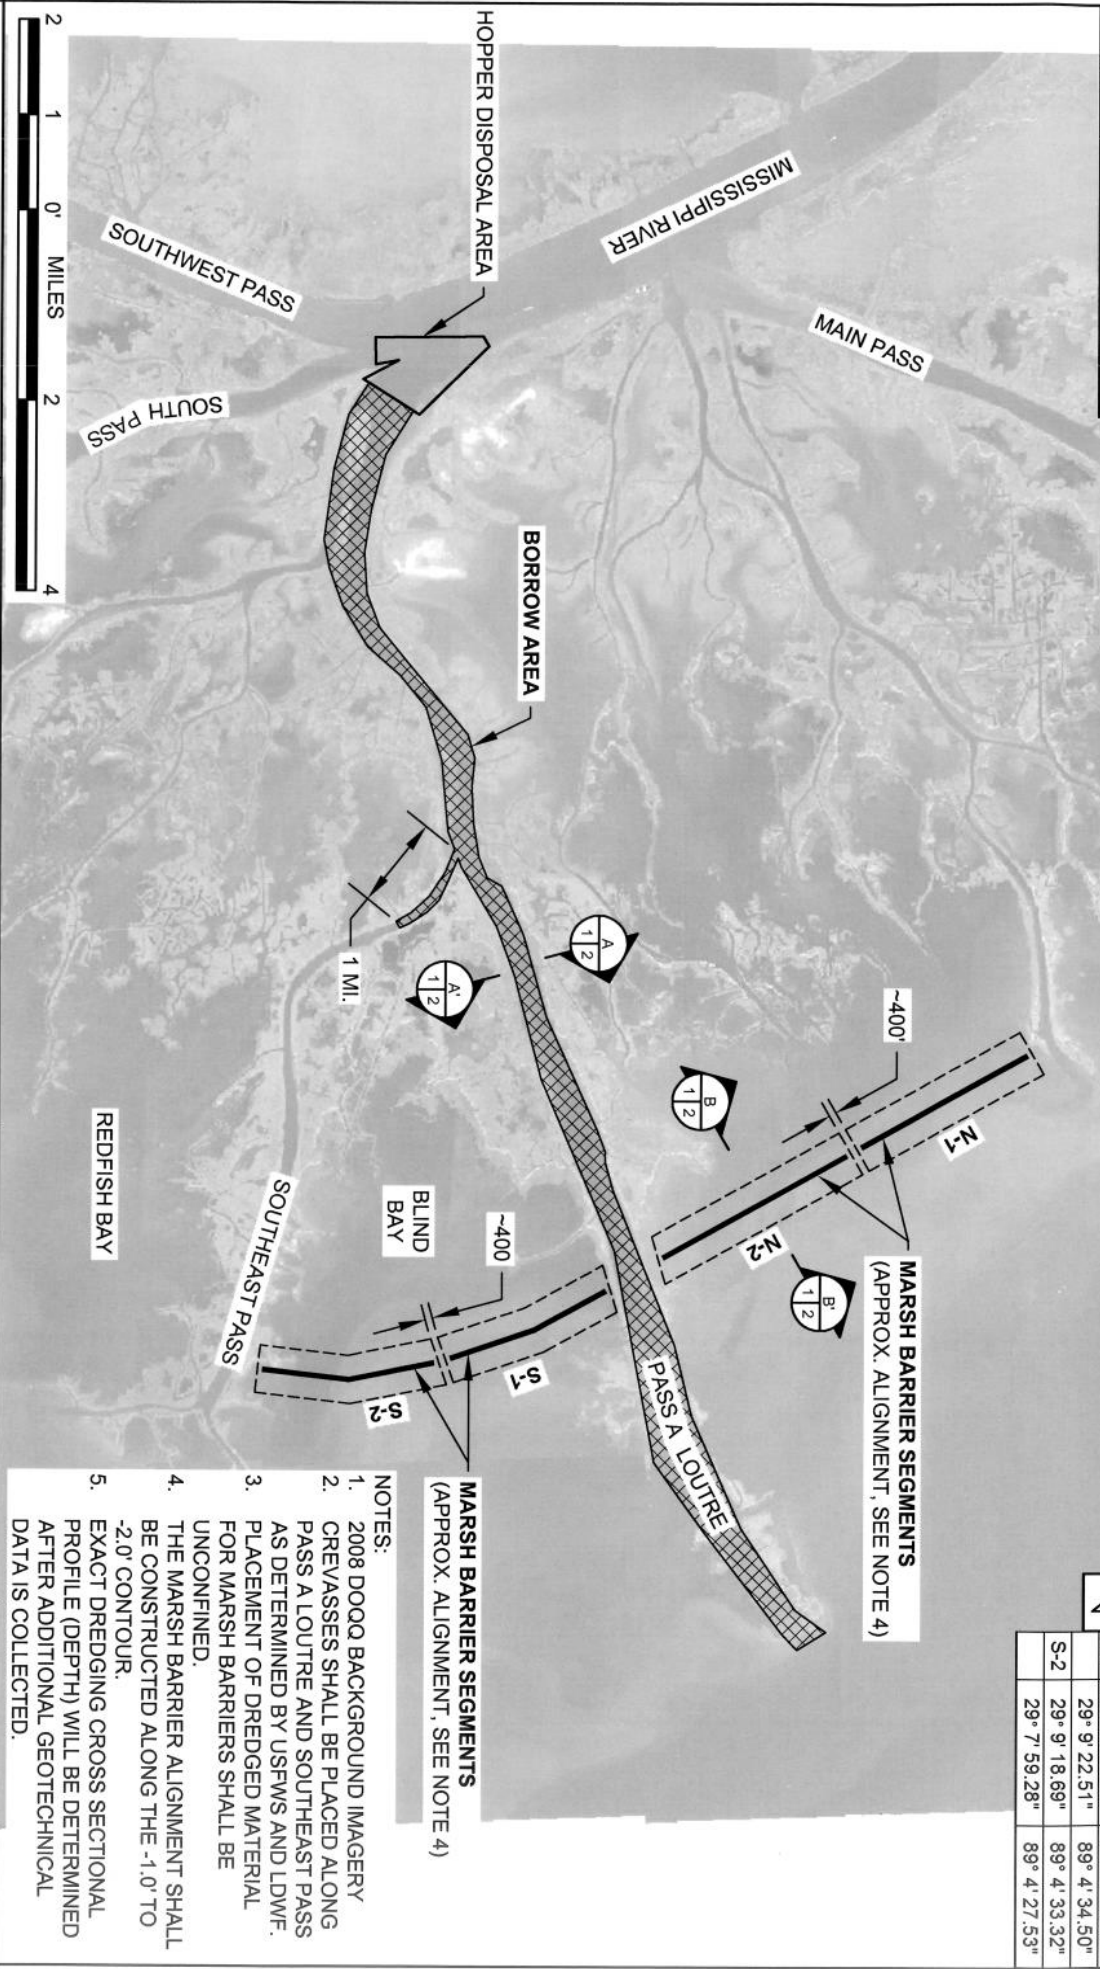 HOPPER DISPOSAL AREA
MISSISSIPPI RIVER
MAIN PASS
SOUTHWEST PASS
SOUTH PASS
BORROW AREA
1 MI.
A
1 2
A'
1 2
B
1 2
B'
1 2
~400'
N-1
N-2
MARSH BARRIER SEGMENTS
(APPROX. ALIGNMENT, SEE NOTE 4)
PASS A LOUTRE
~400
S-1
S-2
MARSH BARRIER SEGMENTS
(APPROX. ALIGNMENT, SEE NOTE 4)
BLIND
BAY
SOUTHEAST PASS
REDFISH BAY
2 1 0' 2 4
MILES
29° 9' 22.51" 89° 4' 34.50"
S-2 29° 9' 18.69" 89° 4' 33.32"
29° 7' 59.28" 89° 4' 27.53"
NOTES:
1. 2008 DOQQ BACKGROUND IMAGERY
2. CREVASSES SHALL BE PLACED ALONG
PASS A LOUTRE AND SOUTHEAST PASS
AS DETERMINED BY USFWS AND LDWF.
3. PLACEMENT OF DREDGED MATERIAL
FOR MARSH BARRIERS SHALL BE
UNCONFINED.
4. THE MARSH BARRIER ALIGNMENT SHALL
BE CONSTRUCTED ALONG THE -1.0' TO
-2.0' CONTOUR.
5. EXACT DREDGING CROSS SECTIONAL
PROFILE (DEPTH) WILL BE DETERMINED
AFTER ADDITIONAL GEOTECHNICAL
DATA IS COLLECTED.